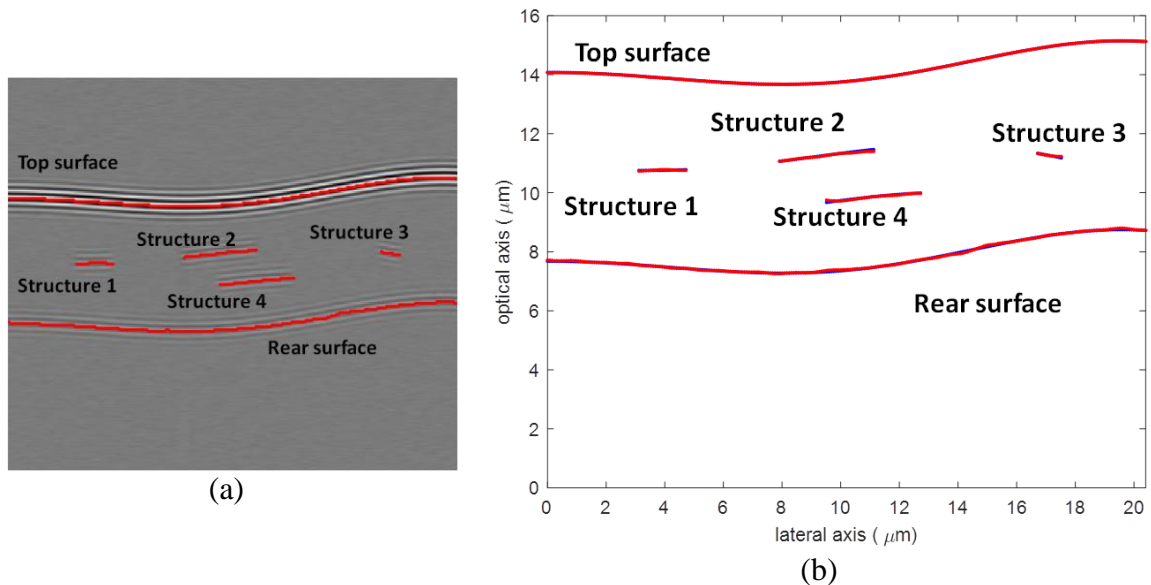 Top surface
Structure 2
Structure 3
Structure 1
Structure 4
Rear surface
(a)
16
14
12
10
8
6
4
2
0
optical axis ( μm)
Top surface
Structure 2
Structure 3
Structure 1
Structure 4
Rear surface
0 2 4 6 8 10 12 14 16 18 20
lateral axis ( μm)
(b)